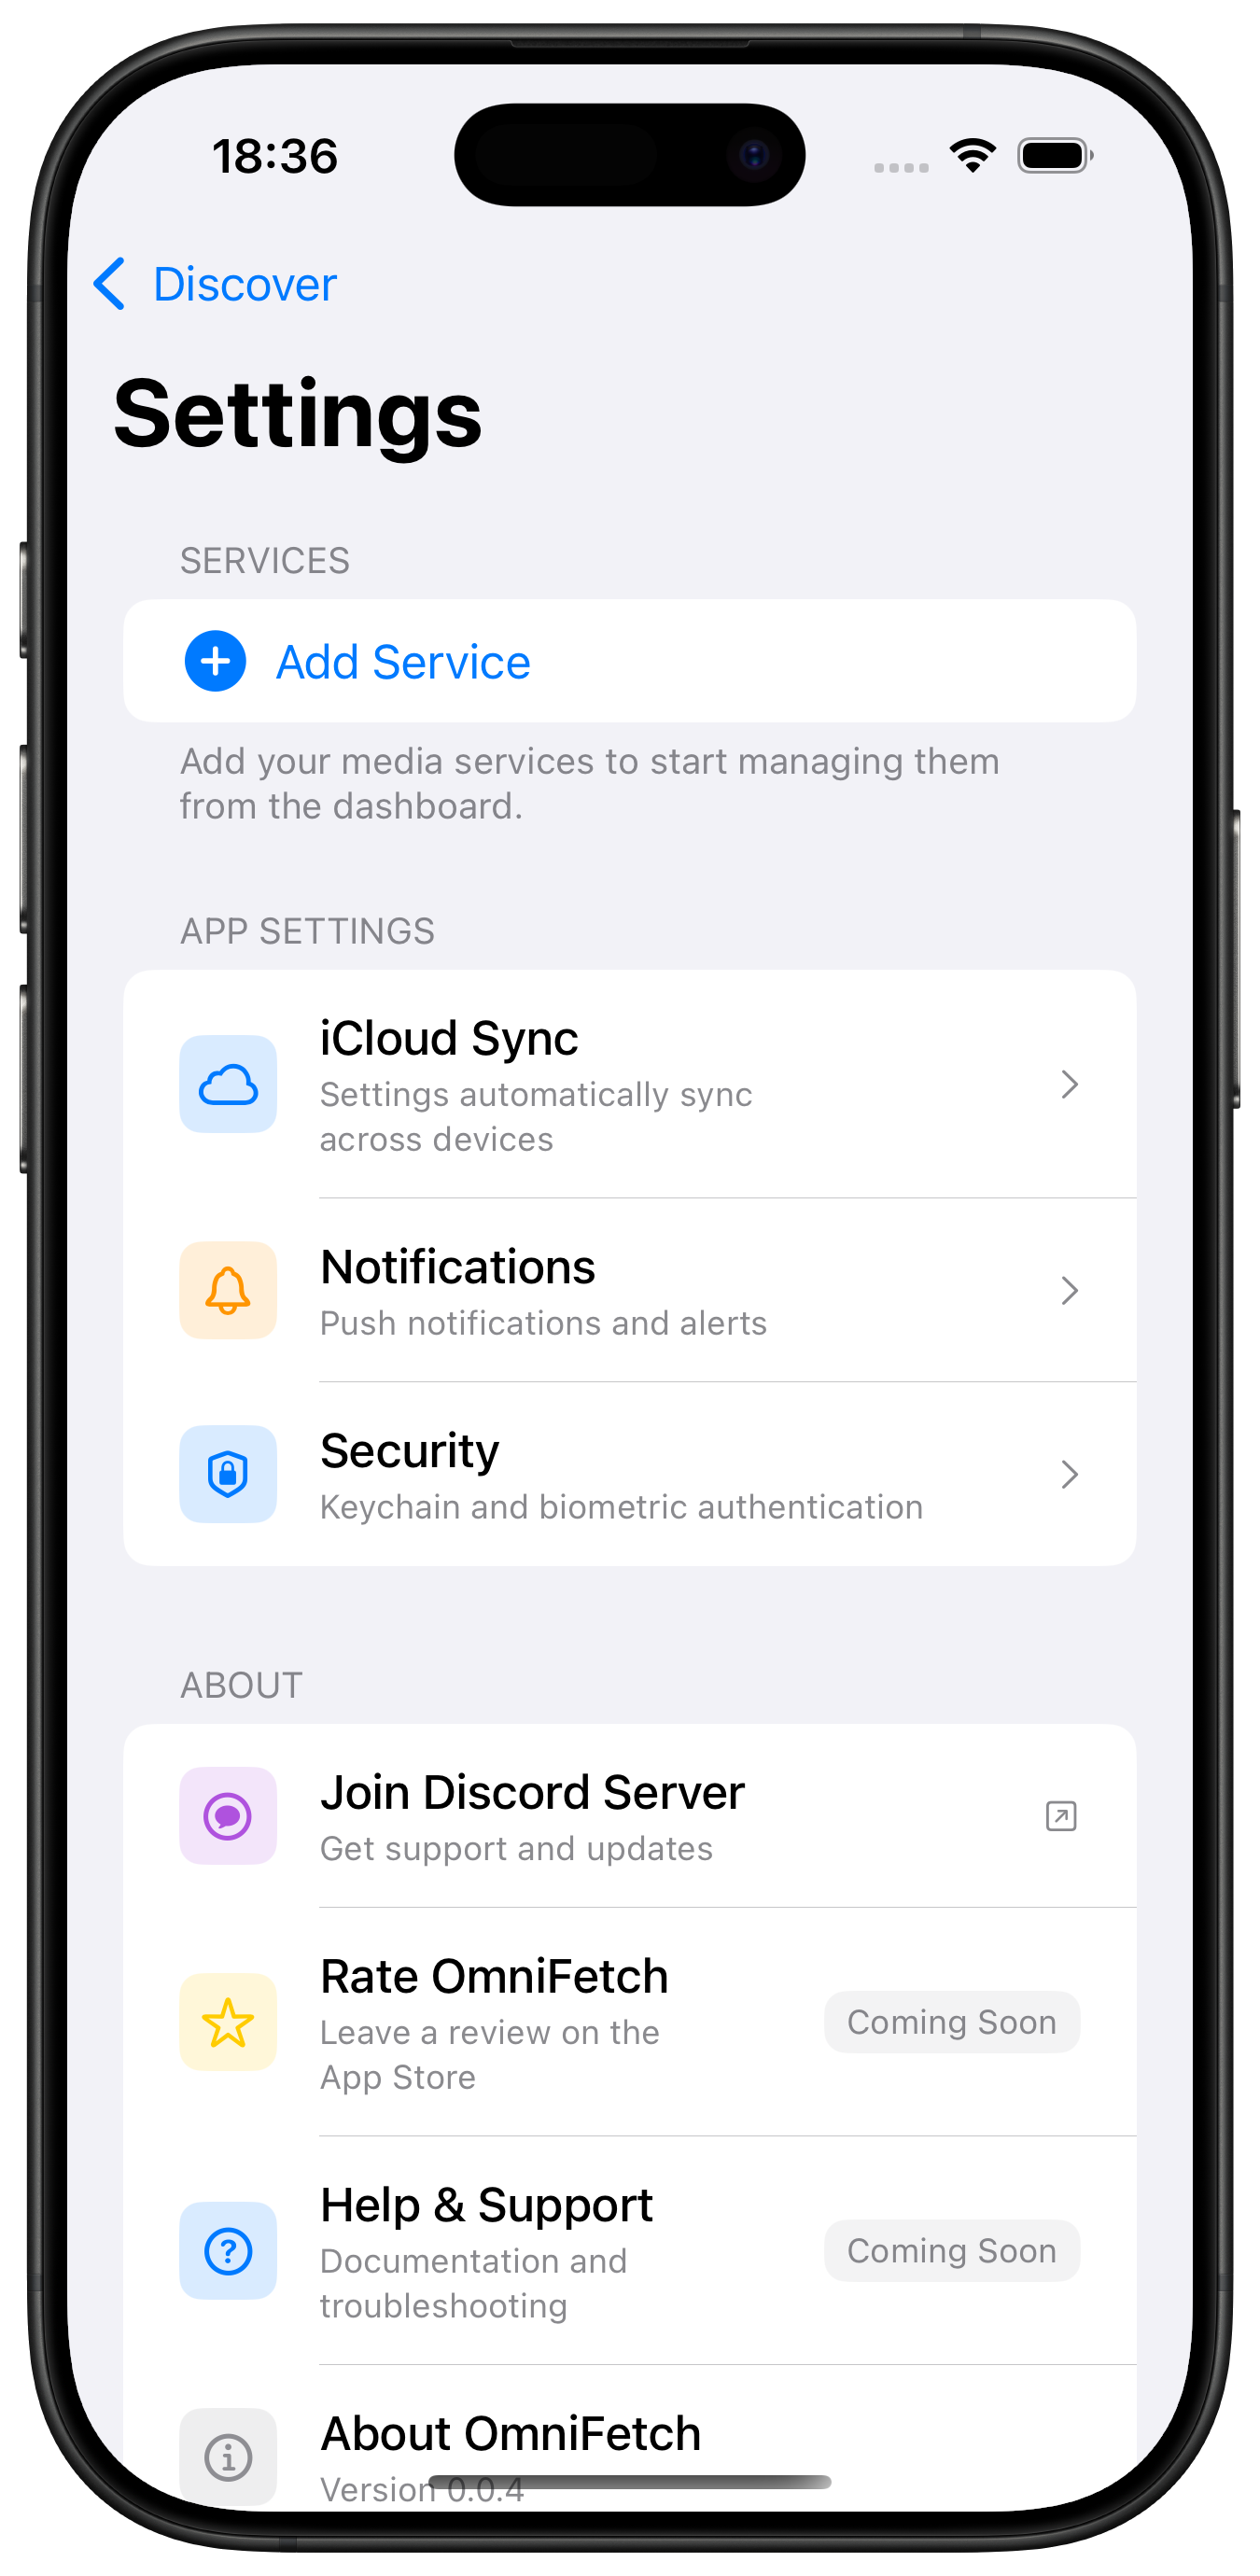 18:36
Discover
Settings
SERVICES
Add Service
Add your media services to start managing them
from the dashboard.
APP SETTINGS
iCloud Sync
Settings automatically sync
across devices
Notifications
Push notifications and alerts
Security
Keychain and biometric authentication
ABOUT
Join Discord Server
Get support and updates
Rate OmniFetch
Leave a review on the
App Store
Coming Soon
Help & Support
Documentation and
troubleshooting
Coming Soon
About OmniFetch
Version 0.0.4